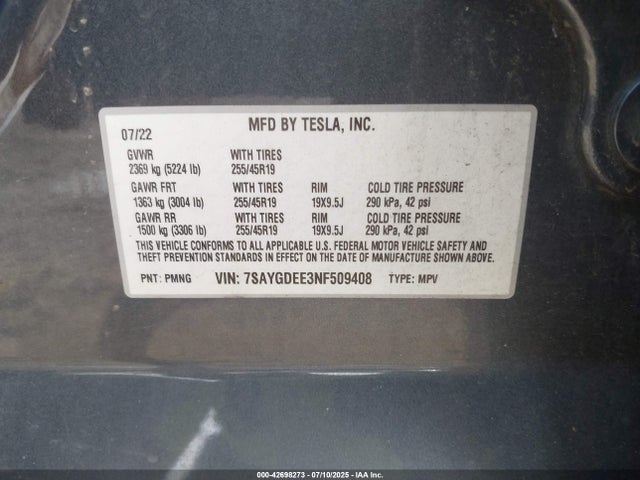 07/22 MFD BY TESLA, INC.
GVWR WITH TIRES
2369 kg (5224 lb) 255/45R19
GAWR FRT WITH TIRES RIM COLD TIRE PRESSURE
1363 kg (3004 lb) 255/45R19 19X9.5J 290 kPa, 42 psi
GAWR RR WITH TIRES RIM COLD TIRE PRESSURE
1500 kg (3306 lb) 255/45R19 19X9.5J 290 kPa, 42 psi
THIS VEHICLE CONFORMS TO ALL APPLICABLE U.S. FEDERAL MOTOR VEHICLE SAFETY AND
THEFT PREVENTION STANDARDS IN EFFECT ON THE DATE OF MANUFACTURE SHOWN ABOVE.
PNT: PMNG VIN: 7SAYGDEE3NF509408 TYPE: MPV
000-42698273 - 07/10/2025 - IAA Inc.